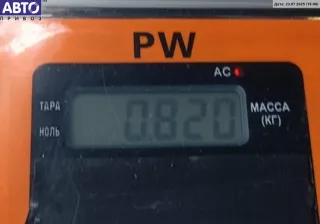 АВТО
ПРИВОЗ
PW
AC
ТАРА
НОЛЬ
0.820
МАССА
(КГ)